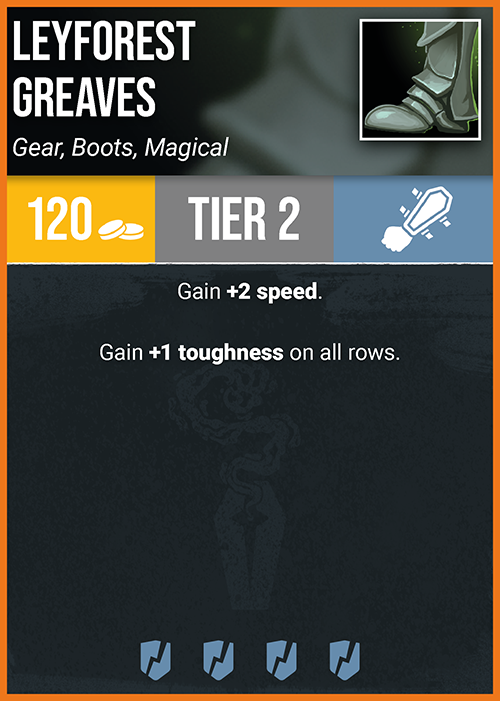 LEYFOREST
GREAVES
Gear, Boots, Magical
120
TIER 2
Gain +2 speed.
Gain +1 toughness on all rows.